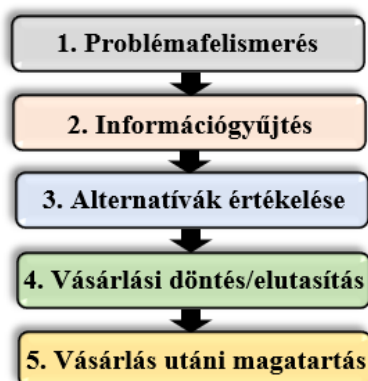 1. Problémafelismerés
2. Információgyűjtés
3. Alternatívák értékelése
4. Vásárlási döntés/elutasítás
5. Vásárlás utáni magatartás